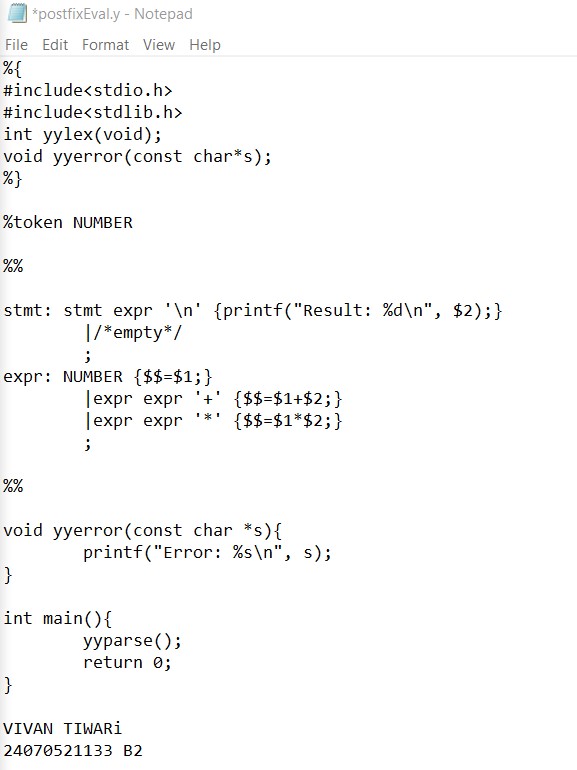 *postfixEval.y - Notepad
File Edit Format View Help
%{
#include<stdio.h>
#include<stdlib.h>
int yylex(void);
void yyerror(const char*s);
%}
%token NUMBER
%%
stmt: stmt expr '\n' {printf("Result: %d\n", $2);}
|/*empty*/
;
expr: NUMBER {$$=$1;}
|expr expr '+' {$$=$1+$2;}
|expr expr '*' {$$=$1*$2;}
;
%%
void yyerror(const char *s){
printf("Error: %s\n", s);
}
int main(){
yyparse();
return 0;
}
VIVAN TIWARi
24070521133 B2